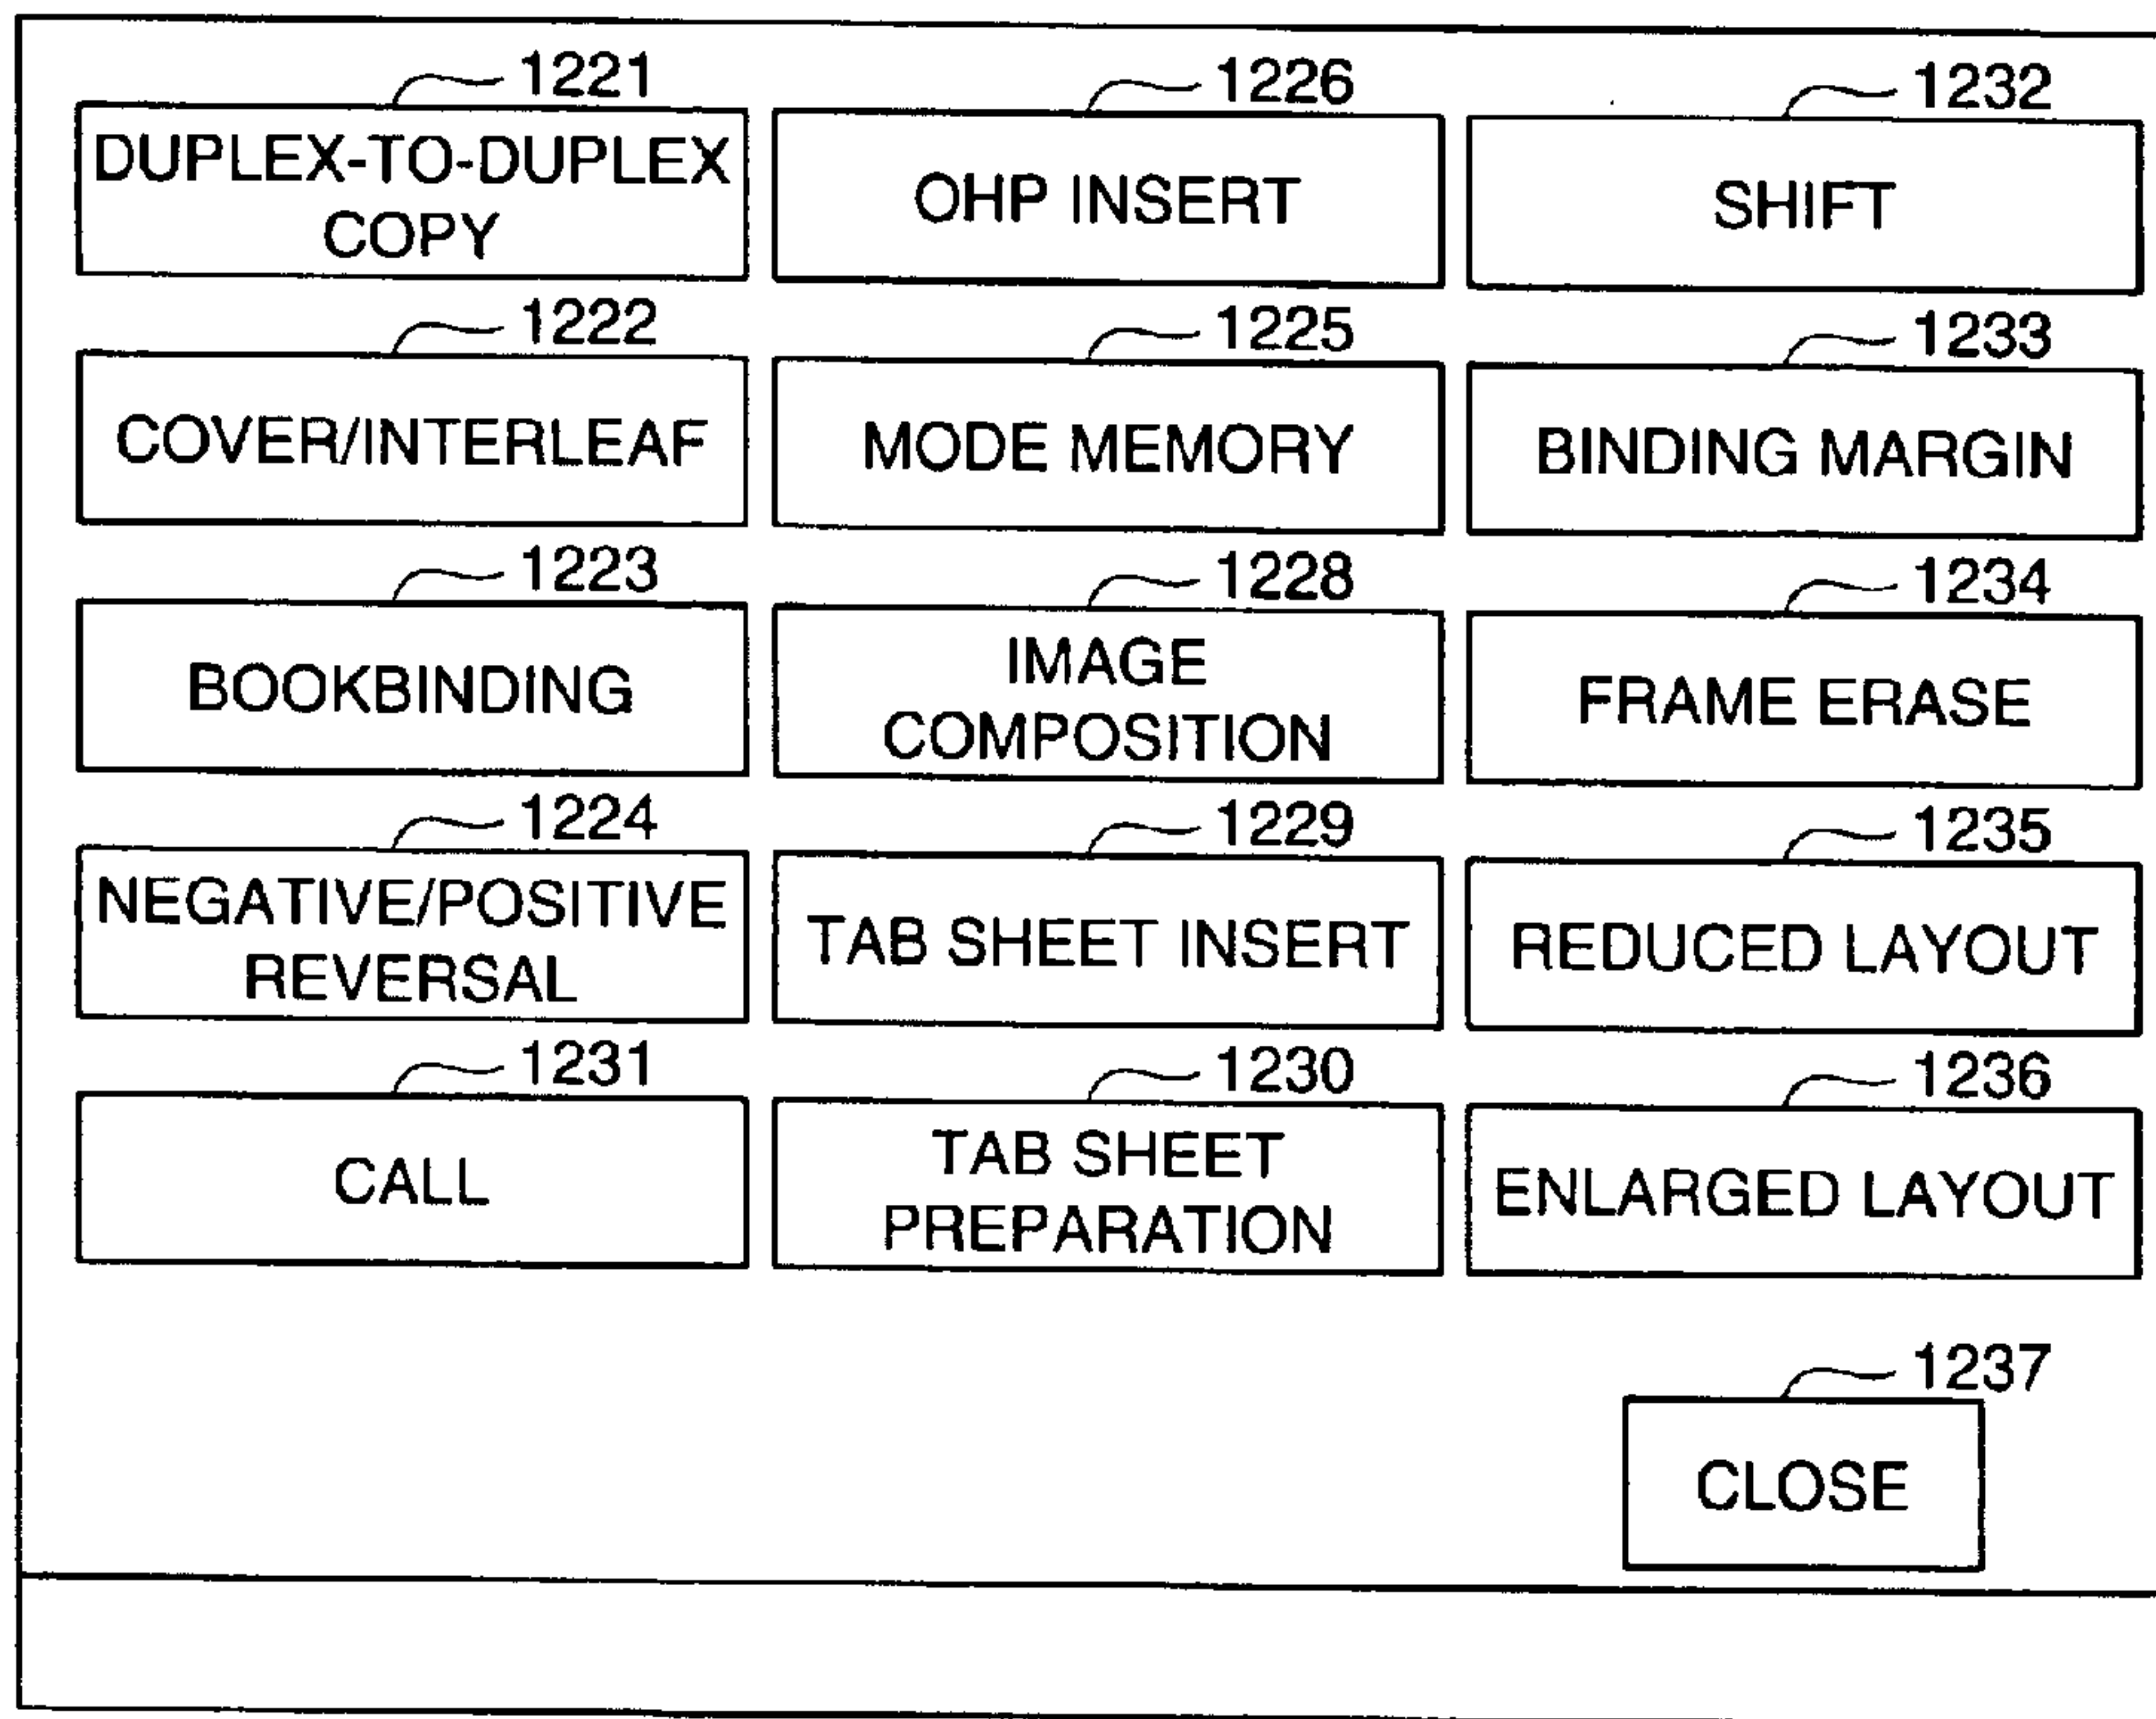 1221
1226
1232
DUPLEX-TO-DUPLEX
COPY
OHP INSERT
SHIFT
1222
1225
1233
COVER/INTERLEAF
MODE MEMORY
BINDING MARGIN
1223
1228
1234
BOOKBINDING
IMAGE
COMPOSITION
FRAME ERASE
1224
1229
1235
NEGATIVE/POSITIVE
REVERSAL
TAB SHEET INSERT
REDUCED LAYOUT
1231
1230
1236
CALL
TAB SHEET
PREPARATION
ENLARGED LAYOUT
1237
CLOSE